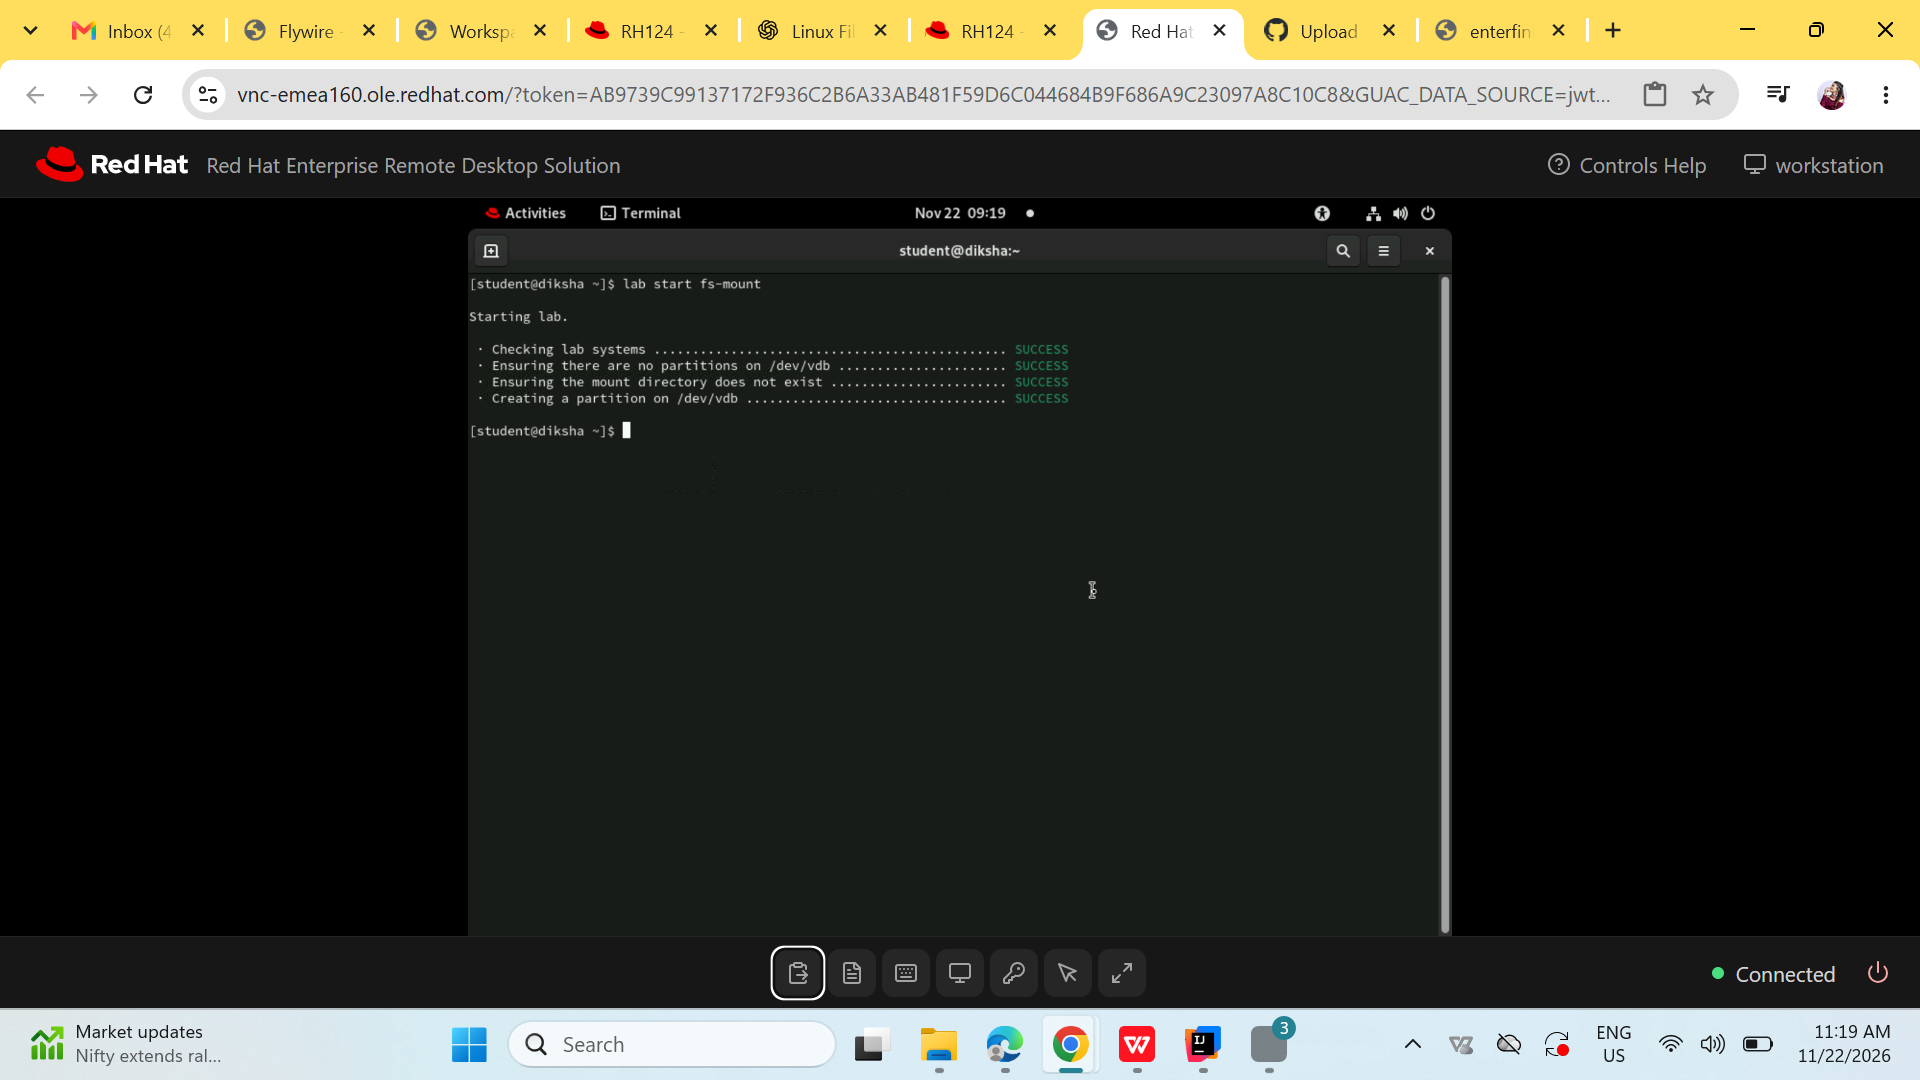 Inbox (4
Flywire -
Worksp
RH124 -
Linux Fil
RH124 -
Red Hat
Upload
enterfin
vnc-emea160.ole.redhat.com/?token=AB9739C99137172F936C2B6A33AB481F59D6C044684B9F686A9C23097A8C10C8&GUAC_DATA_SOURCE=jwt...
Red Hat
Red Hat Enterprise Remote Desktop Solution
Controls Help
workstation
Activities
Terminal
Nov 22 09:19
student@diksha:~
[student@diksha ~]$ lab start fs-mount
Starting lab.
· Checking lab systems .............................................. SUCCESS
· Ensuring there are no partitions on /dev/vdb ...................... SUCCESS
· Ensuring the mount directory does not exist ....................... SUCCESS
· Creating a partition on /dev/vdb .................................. SUCCESS
[student@diksha ~]$
Connected
Market updates
Nifty extends ral...
Search
3
ENG
US
11:19 AM
11/22/2026